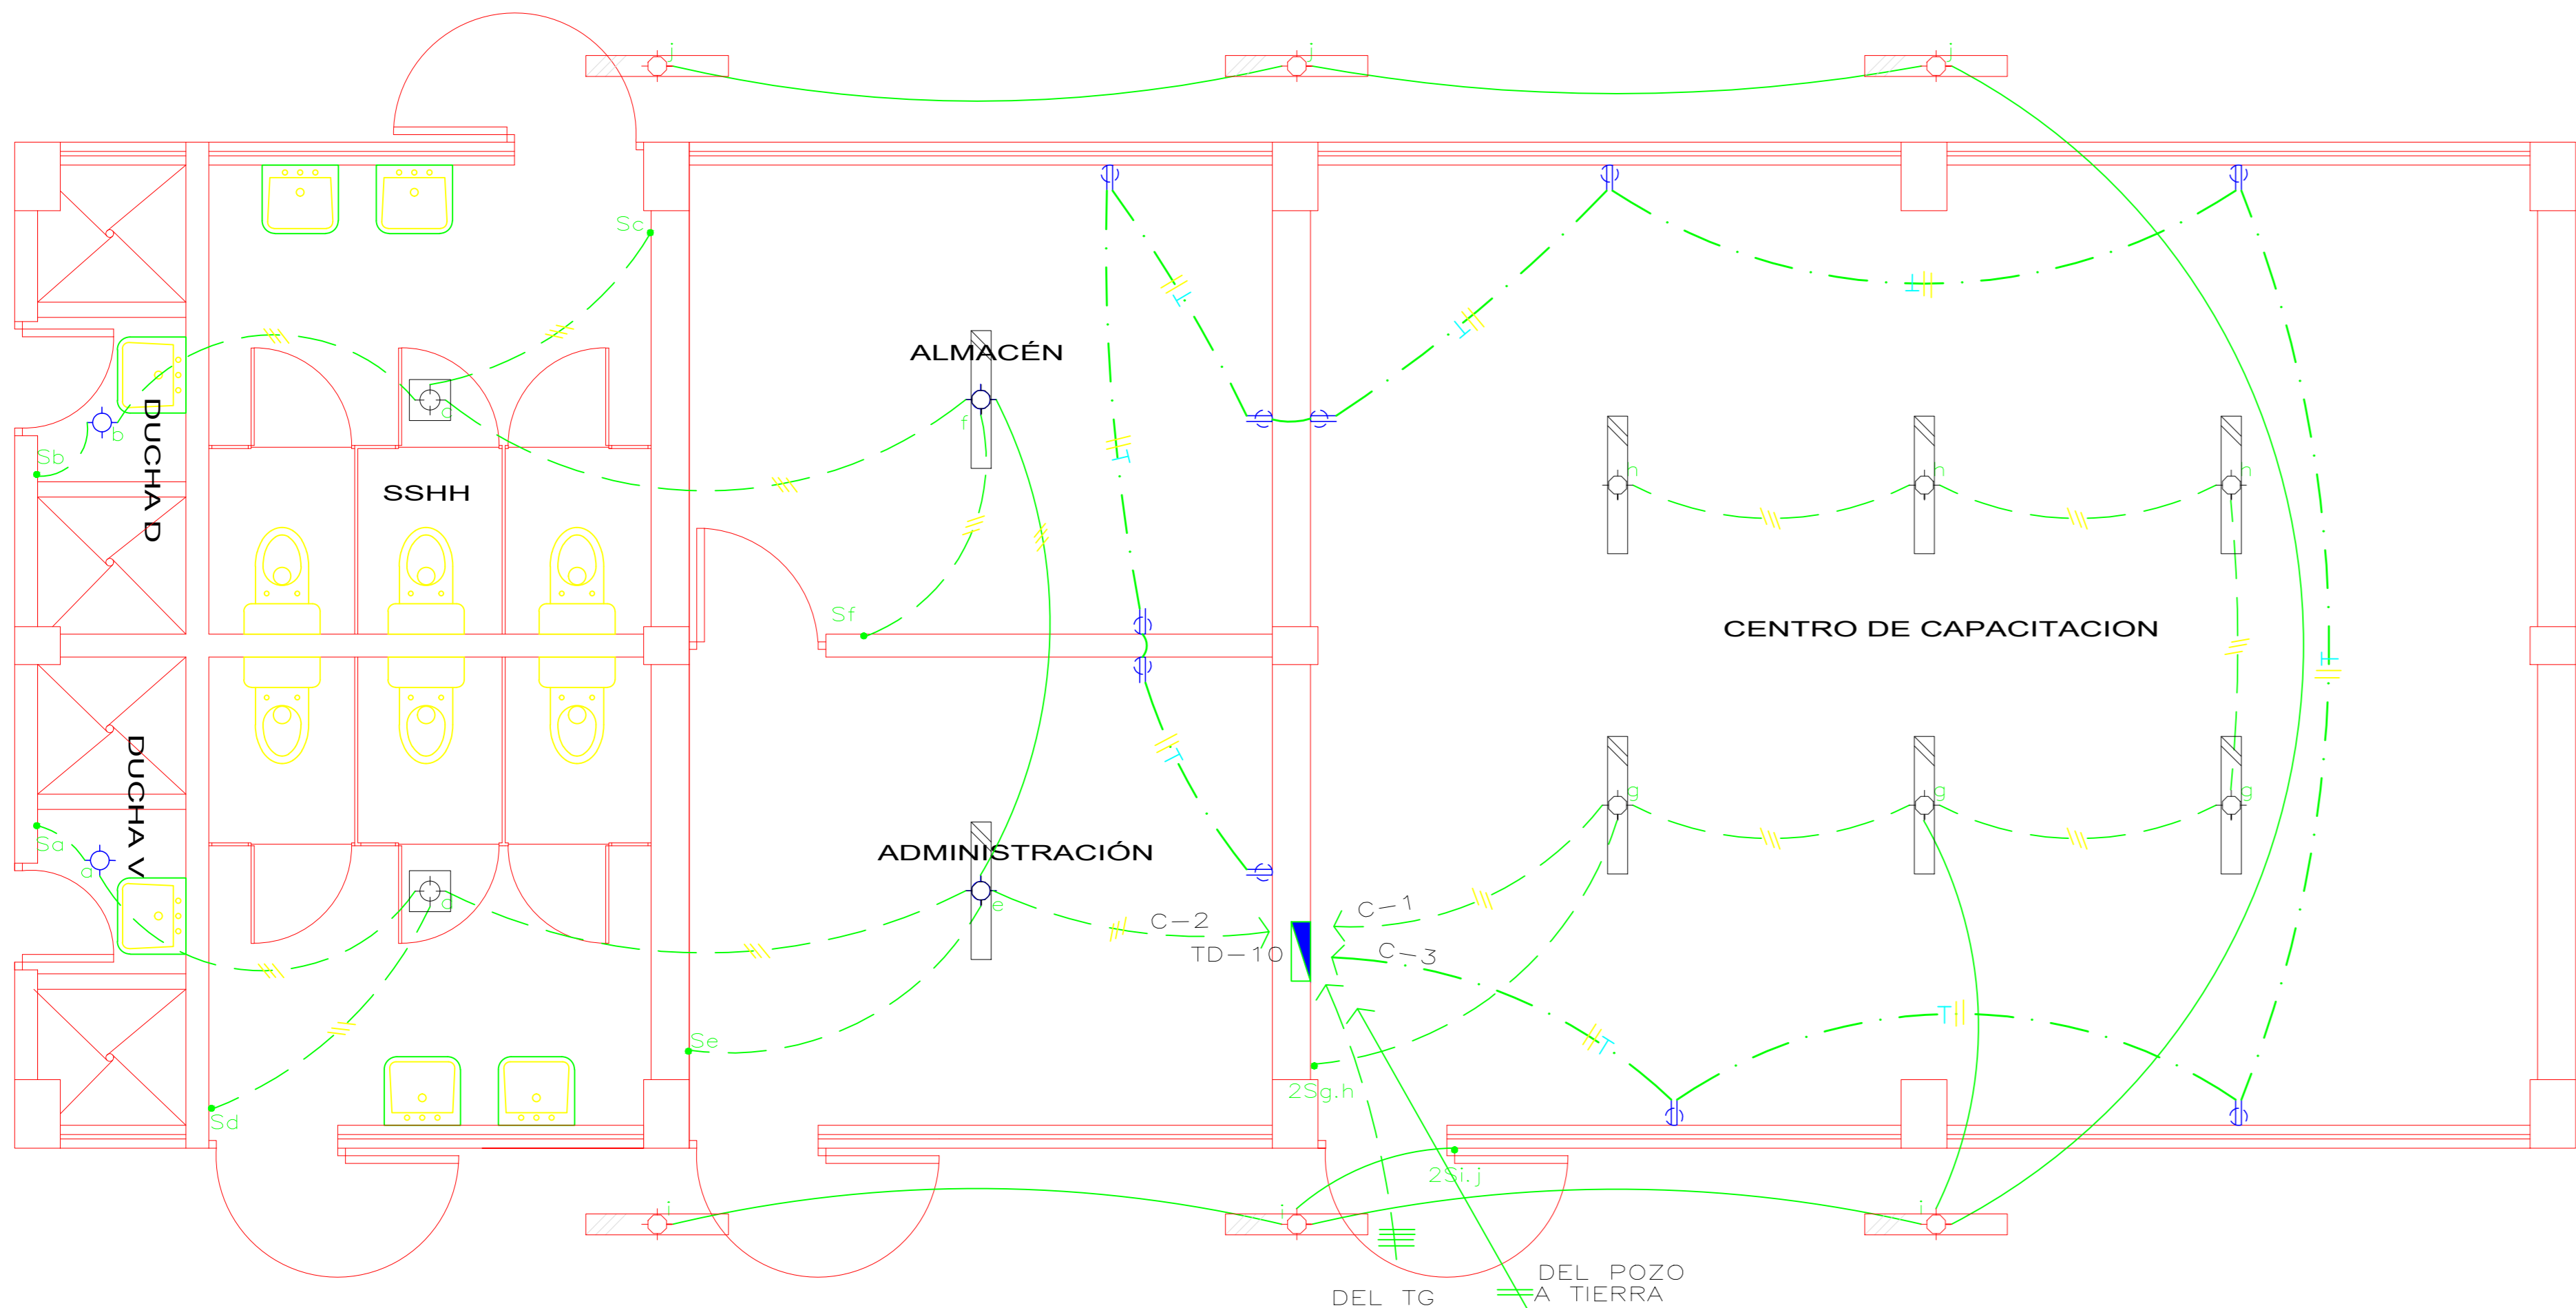 j
j
j
Sc
ALMACÉN
c
f
b
DUCHA D
Sb
h
h
h
SSHH
Sf
CENTRO DE CAPACITACION
DUCHA V
g
g
g
Sa
a
ADMINISTRACIÓN
d
e
C-1
C-2
TD-10
C-3
T
T
T
T
T
T
T
T
Se
2Sg.h
Sd
2Si.j
i
i
i
DEL TG
DEL POZO
A TIERRA